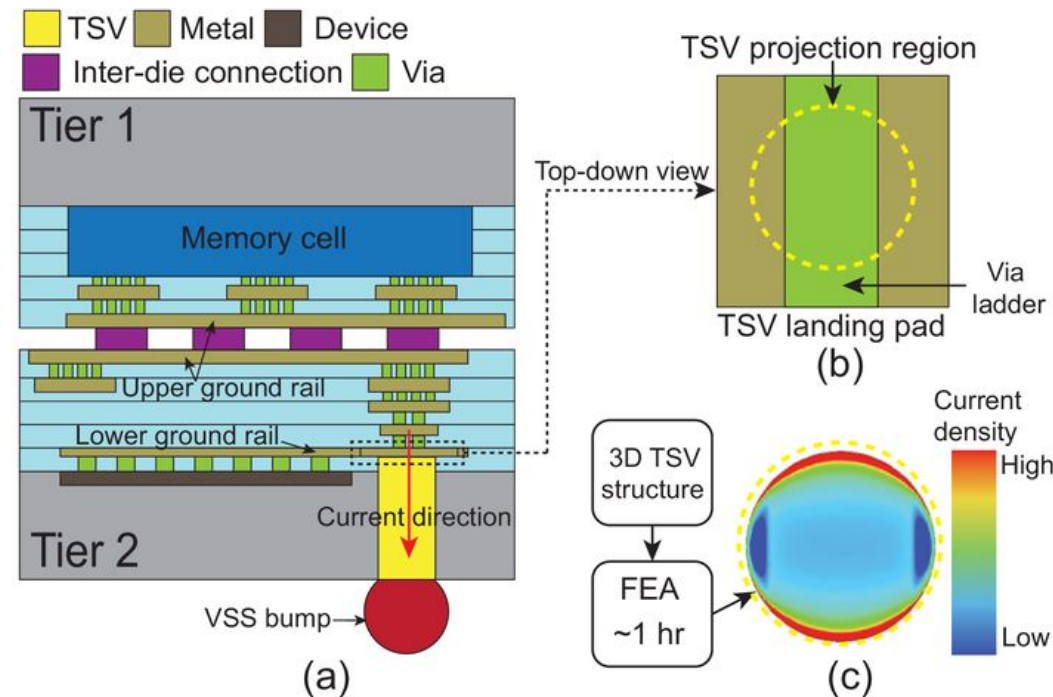 TSV
Metal
Device
Inter-die connection
Via
Tier 1
Memory cell
Upper ground rail
Lower ground rail
Current direction
Tier 2
VSS bump
(a)
TSV projection
region
Top-down view
Via
ladder
TSV landing pad
(b)
3D TSV
structure
FEA
~1 hr
Current
density
High
Low
(c)